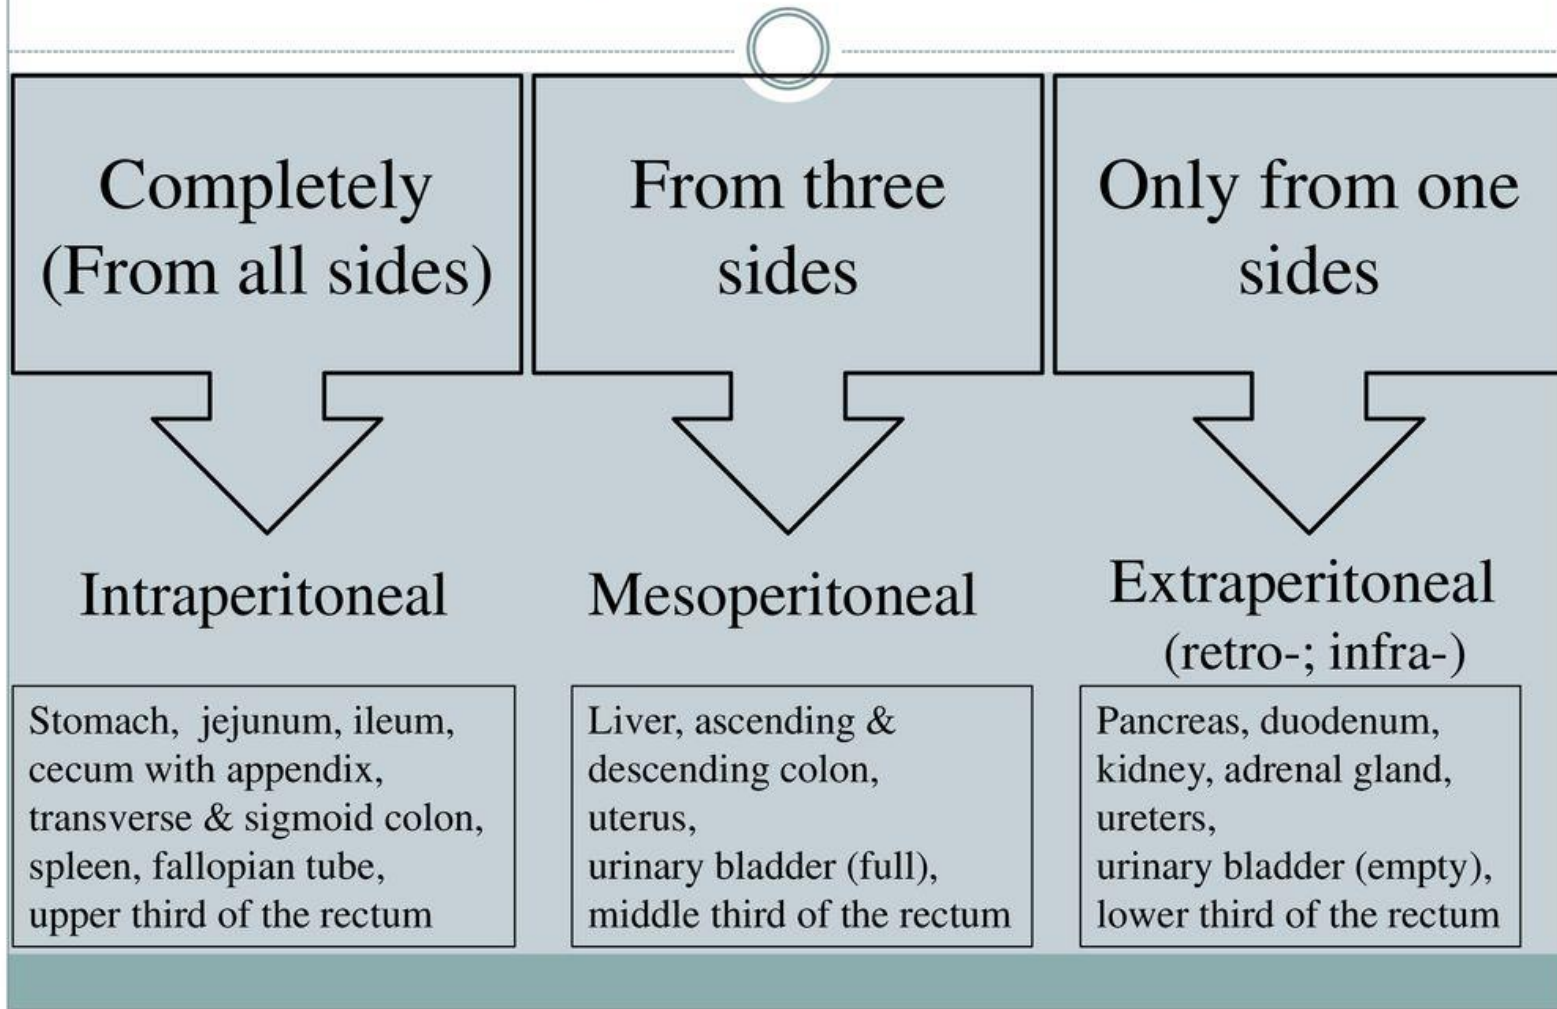 Completely
(From all sides)
From three
sides
Only from one
sides
Intraperitoneal
Mesoperitoneal
Extraperitoneal
(retro-; infra-)
Stomach, jejunum, ileum,
cecum with appendix,
transverse & sigmoid colon,
spleen, fallopian tube,
upper third of the rectum
Liver, ascending &
descending colon,
uterus,
urinary bladder (full),
middle third of the rectum
Pancreas, duodenum,
kidney, adrenal gland,
ureters,
urinary bladder (empty),
lower third of the rectum